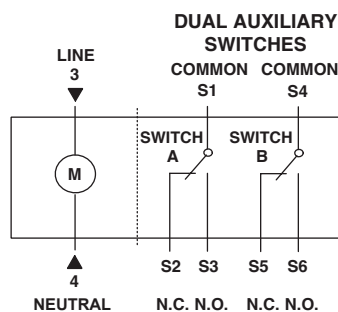 DUAL AUXILIARY
SWITCHES
LINE
3
COMMON COMMON
S1 S4
SWITCH
A
SWITCH
B
M
S2 S3 S5 S6
4
NEUTRAL N.C. N.O. N.C. N.O.